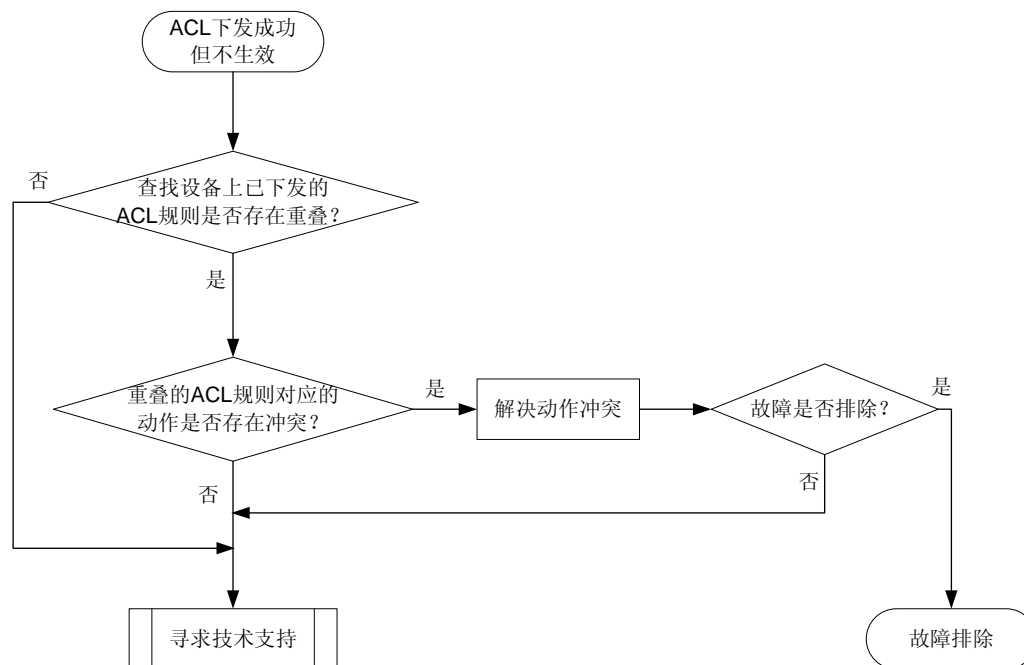 ACL下发成功
但不生效
否
查找设备上已下发的
ACL规则是否存在重叠？
是
重叠的ACL规则对应的
动作是否存在冲突？
是
解决动作冲突
故障是否排除？
是
否
否
寻求技术支持
故障排除